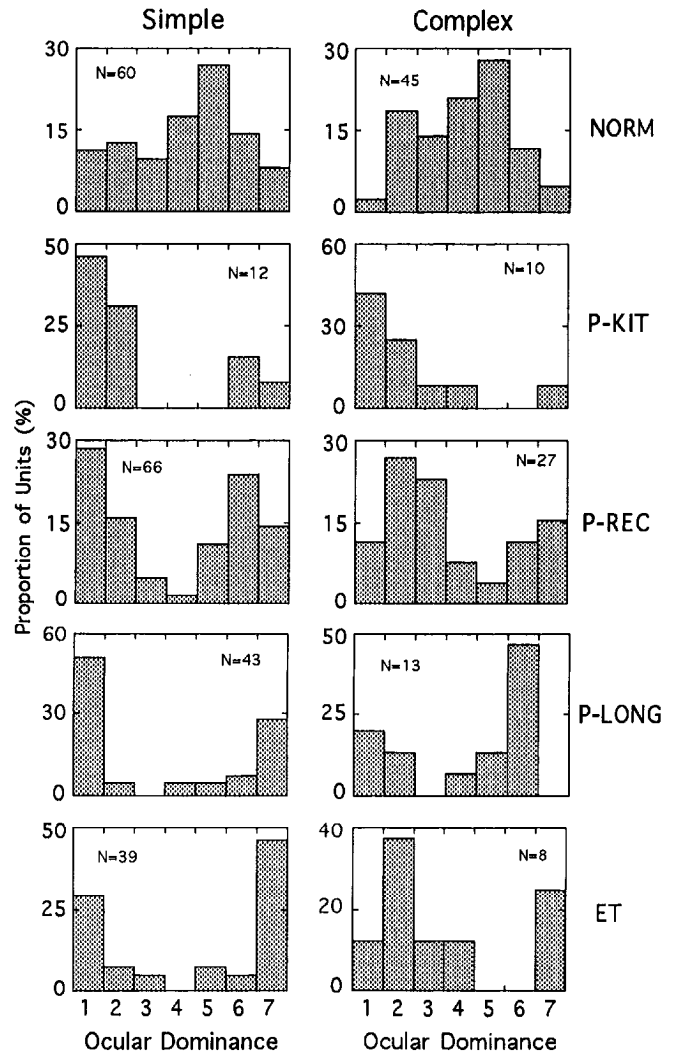 Simple Complex
30 30
N=60 N=45
15 15
NORM
0 0
50 60
N=12 N=10
25 30
P-KIT
0 0
30 30
N=66 N=27
15 15
P-REC
0 0
60 50
N=43 N=13
30 25
P-LONG
0 0
50 40
N=39 N=8
25 20
ET
0 0
1 2 3 4 5 6 7 1 2 3 4 5 6 7
Ocular Dominance Ocular Dominance
Proportion of Units (%)